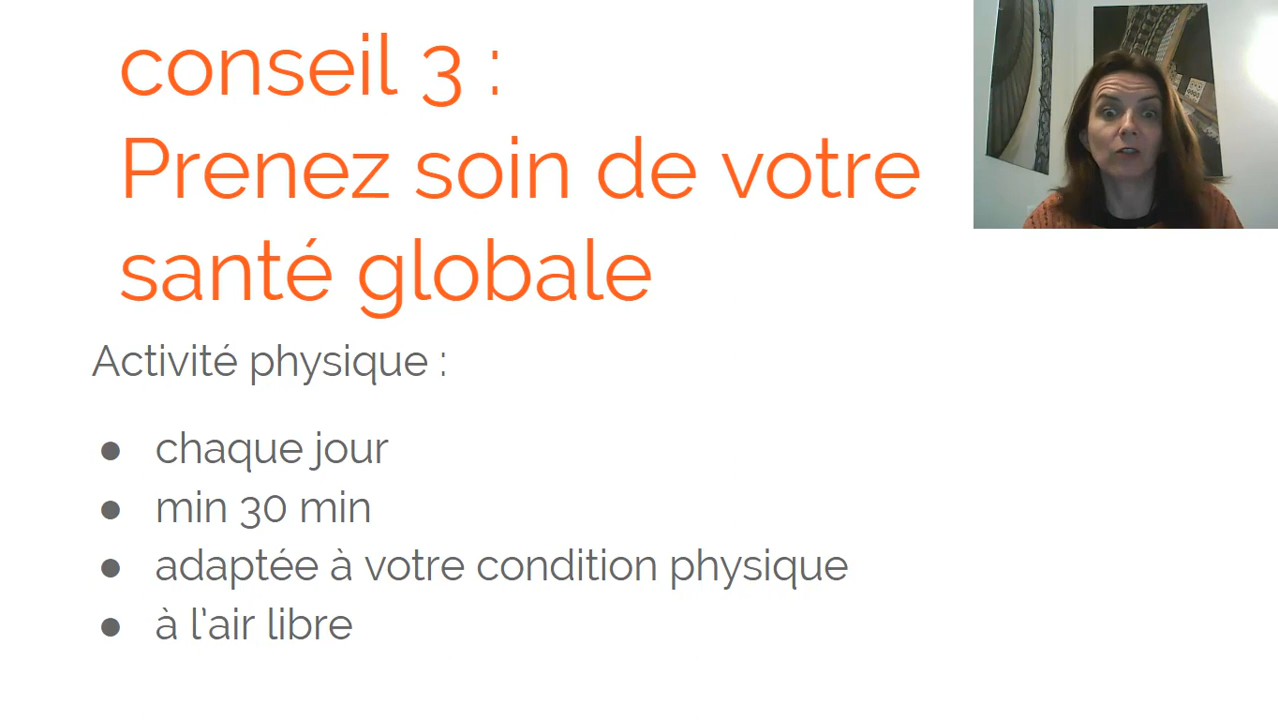 conseil 3 :
Prenez soin de votre
santé globale
Activité physique :
● chaque jour
● min 30 min
● adaptée à votre condition physique
● à l’air libre